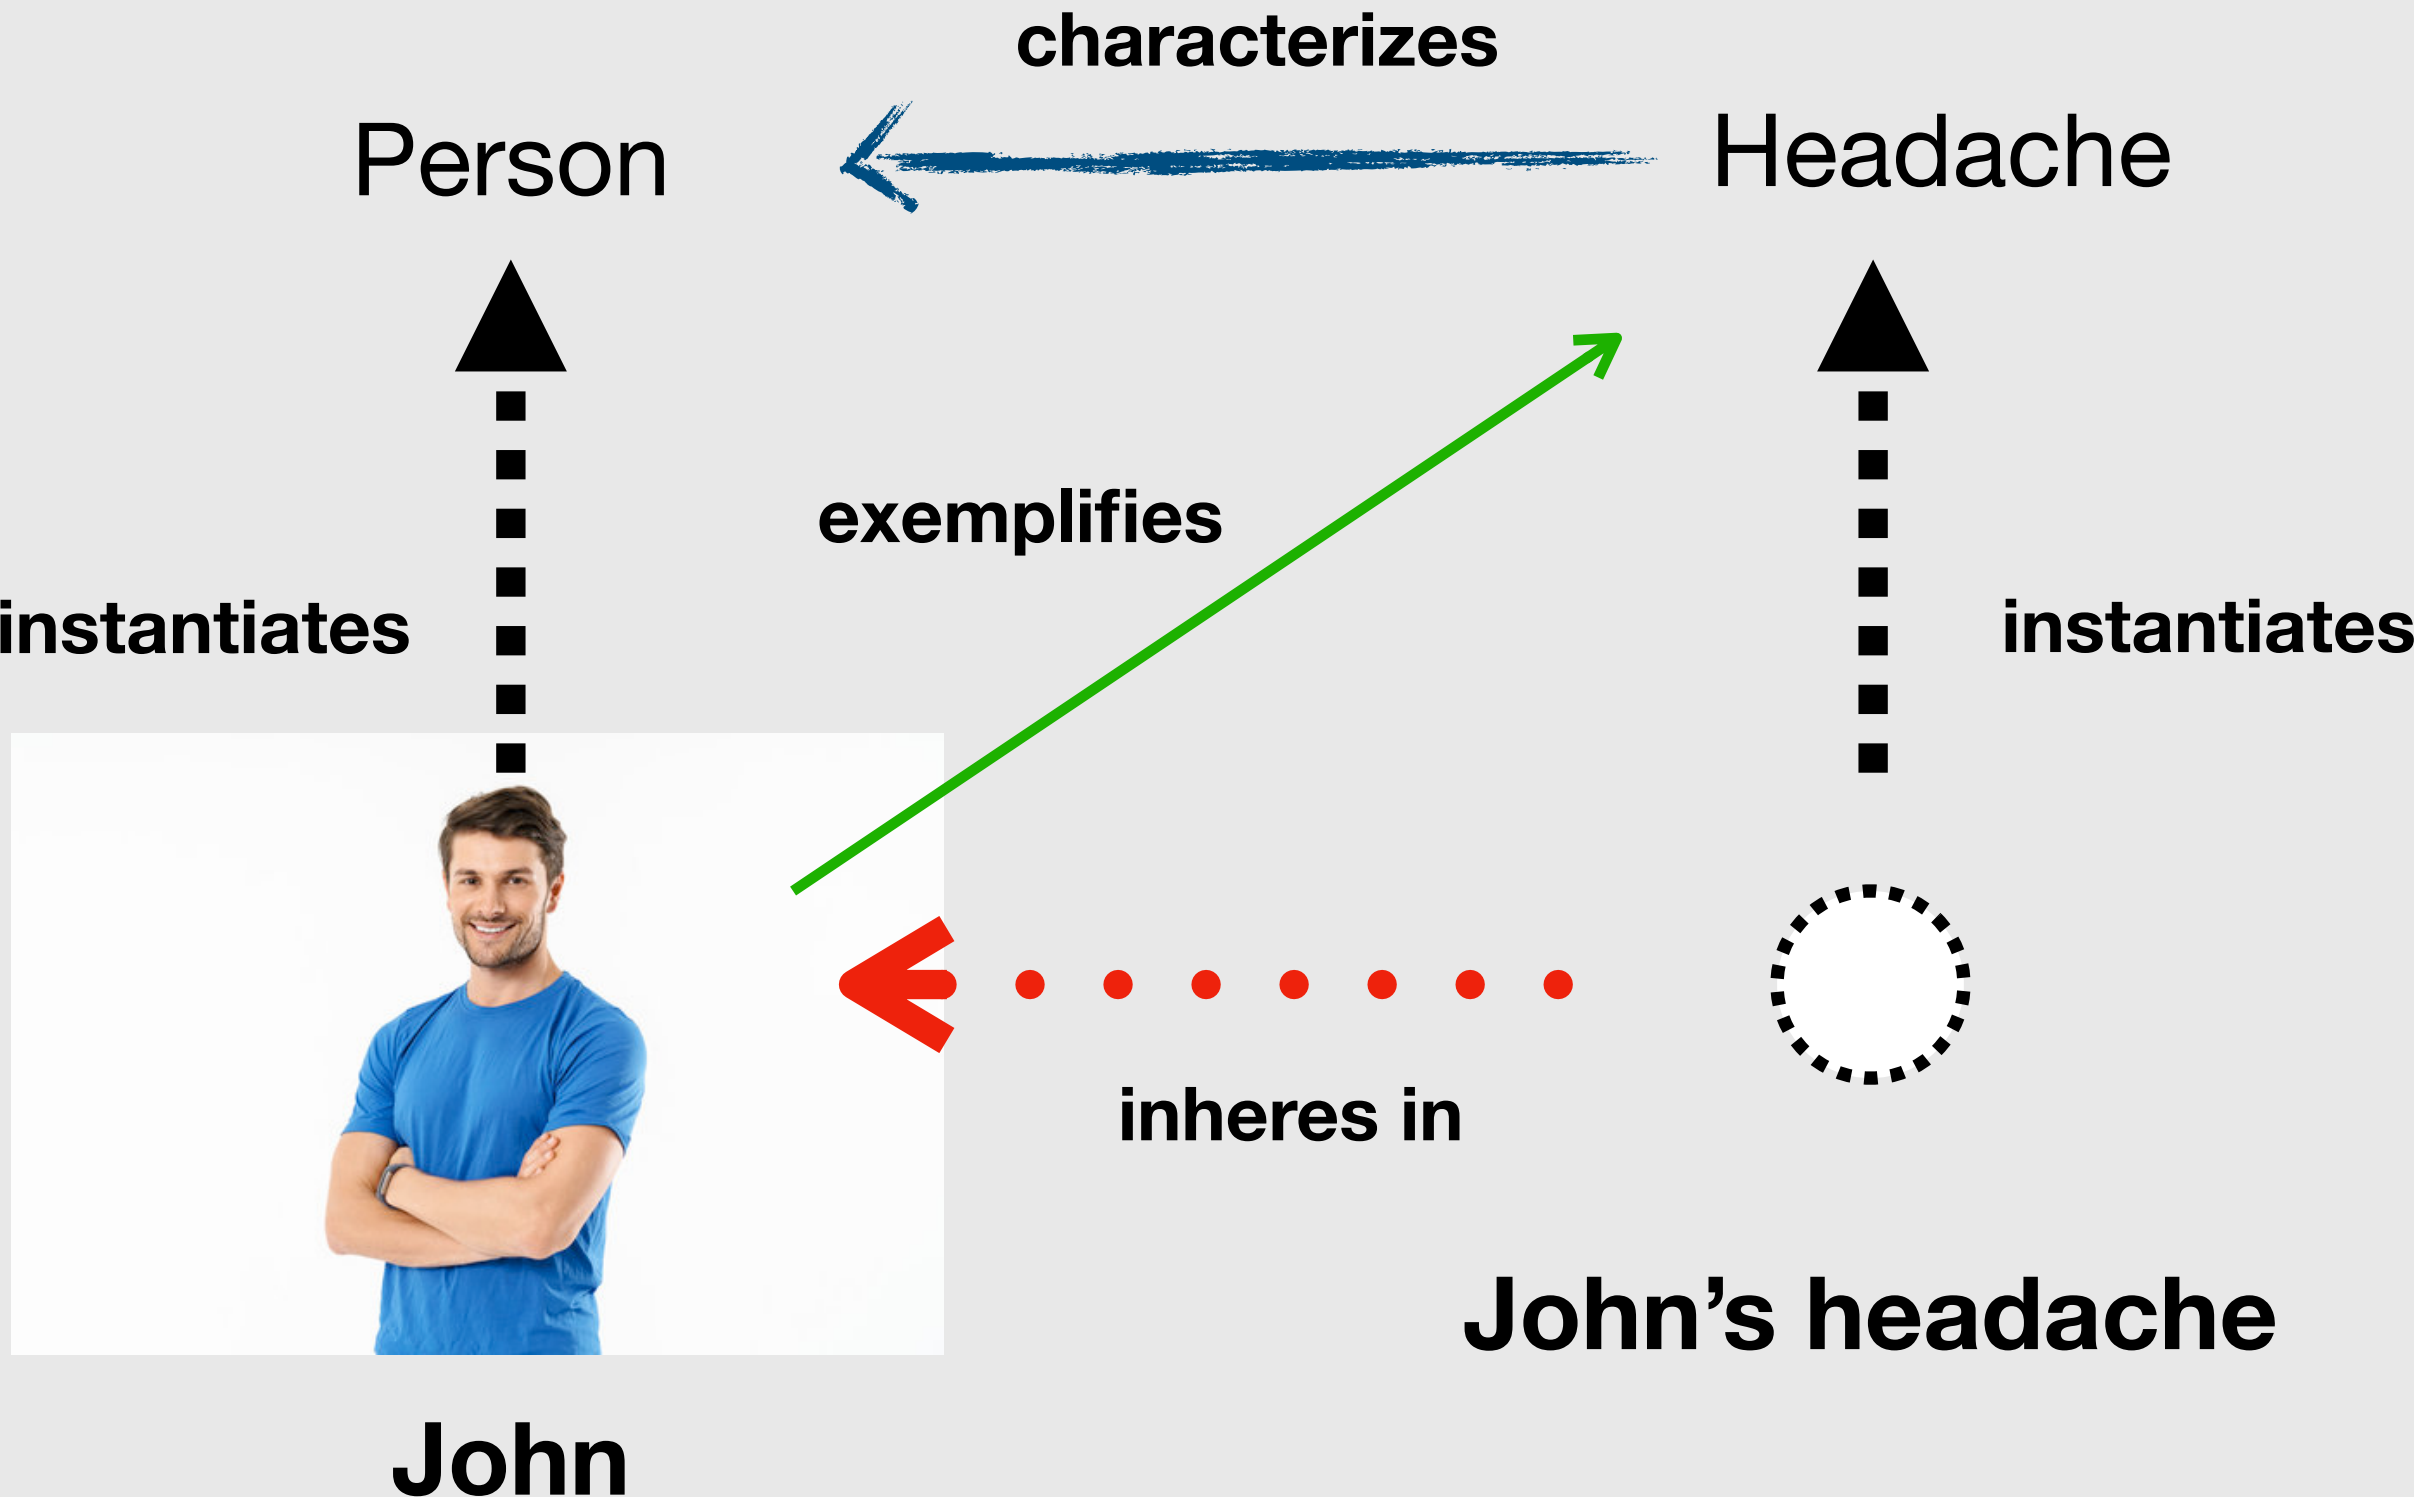 characterizes
Person
Headache
exemplifies
instantiates
instantiates
inheres in
John’s headache
John